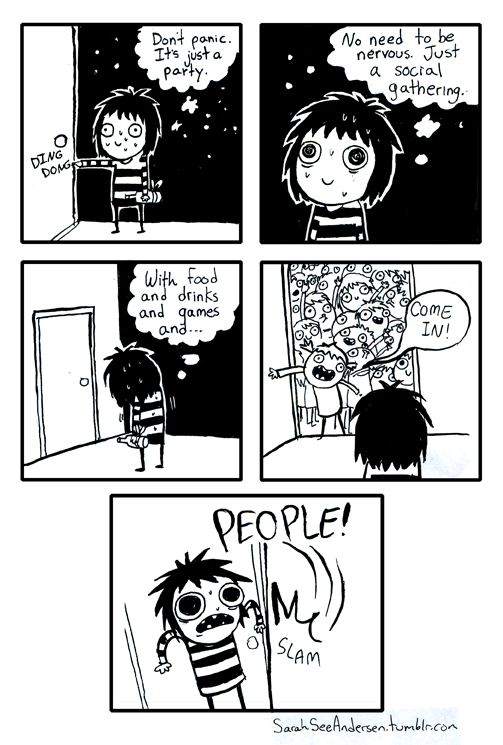 Don't panic.
It's just a
party.
DING
DONG
No need to be
nervous. Just
a social
gathering.
With food
and drinks
and games
and...
COME
IN!
PEOPLE!
SLAM
SarahSeeAndersen.tumblr.com